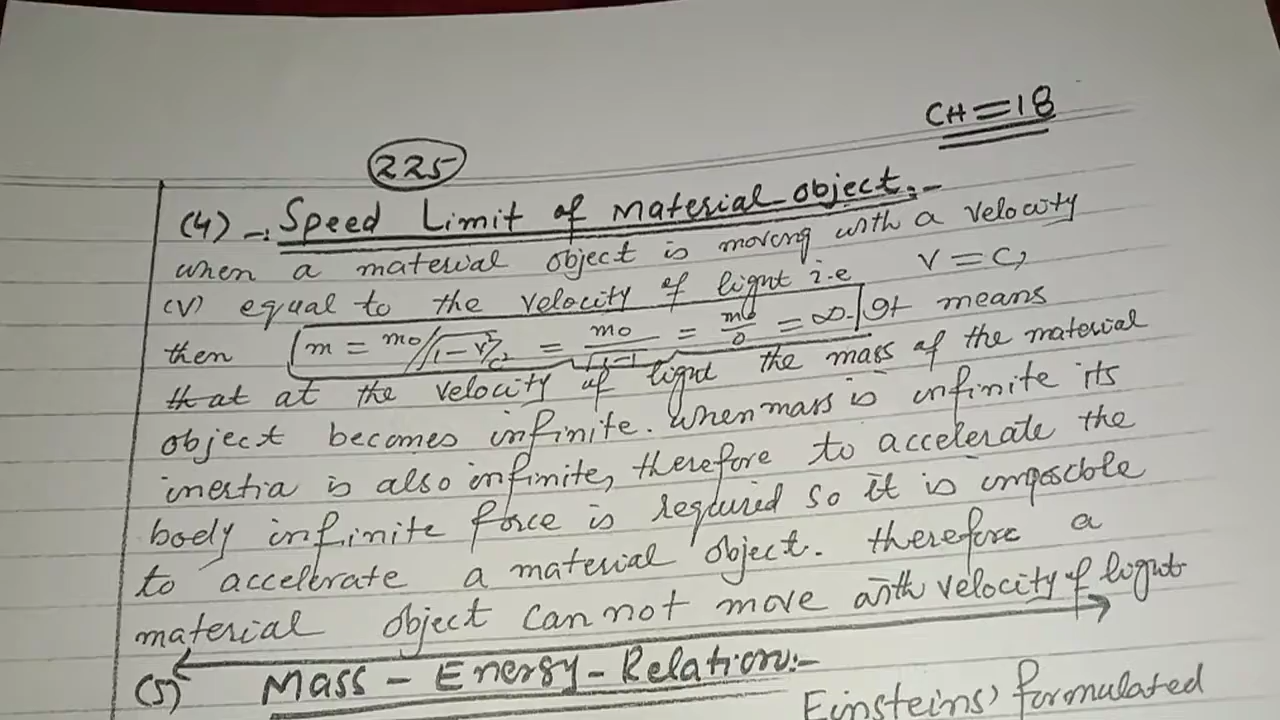 CH=18
225
(4) -: Speed Limit of Material object:-
when a material object is moving with a velocity
(V) equal to the velocity of light i.e V = C,
then m = mo/√1-v²/c² = mo/√1-1 = mo/0 = ∞. It means
that at the velocity of light the mass of the material
object becomes infinite. When mass is infinite its
inertia is also infinite, therefore to accelerate the
body infinite force is required so it is impossible
to accelerate a material object. therefore a
material object can not move with velocity of light
(5) Mass-Energy-Relation:-
Einsteins) formulated